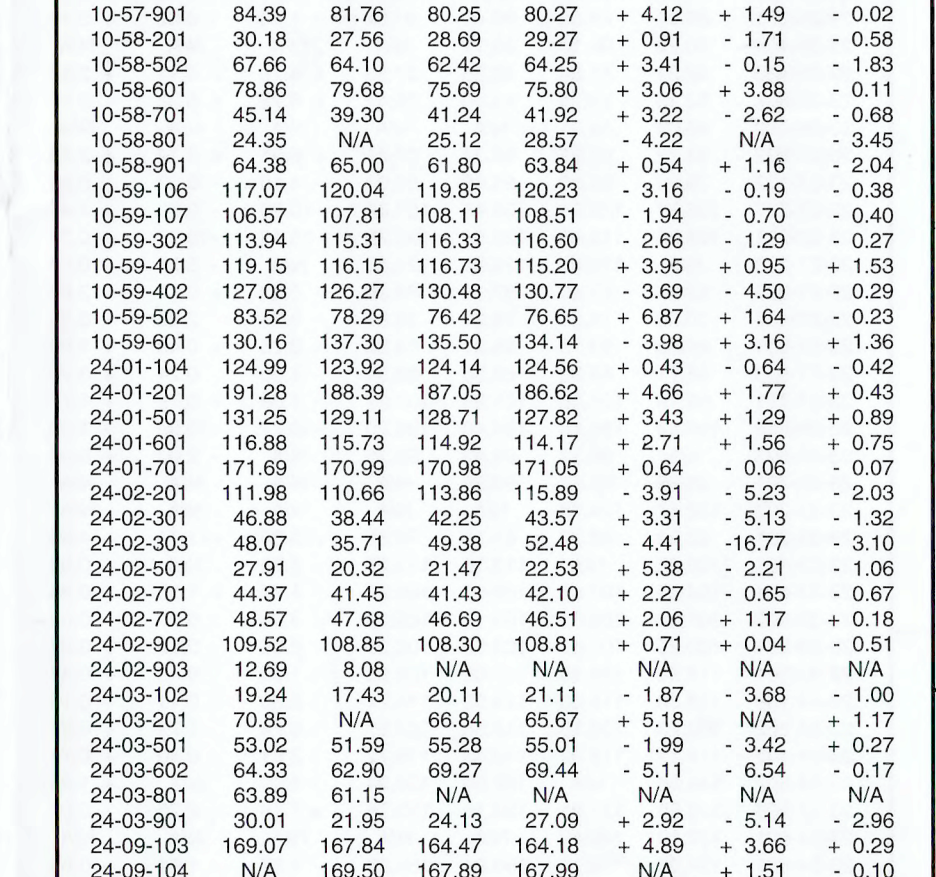 10-57-901 84.39 81.76 80.25 80.27 + 4.12 + 1.49 - 0.02
10-58-201 30.18 27.56 28.69 29.27 + 0.91 - 1.71 - 0.58
10-58-502 67.66 64.10 62.42 64.25 + 3.41 - 0.15 - 1.83
10-58-601 78.86 79.68 75.69 75.80 + 3.06 + 3.88 - 0.11
10-58-701 45.14 39.30 41.24 41.92 + 3.22 - 2.62 - 0.68
10-58-801 24.35 N/A 25.12 28.57 - 4.22 N/A - 3.45
10-58-901 64.38 65.00 61.80 63.84 + 0.54 + 1.16 - 2.04
10-59-106 117.07 120.04 119.85 120.23 - 3.16 - 0.19 - 0.38
10-59-107 106.57 107.81 108.11 108.51 - 1.94 - 0.70 - 0.40
10-59-302 113.94 115.31 116.33 116.60 - 2.66 - 1.29 - 0.27
10-59-401 119.15 116.15 116.73 115.20 + 3.95 + 0.95 + 1.53
10-59-402 127.08 126.27 130.48 130.77 - 3.69 - 4.50 - 0.29
10-59-502 83.52 78.29 76.42 76.65 + 6.87 + 1.64 - 0.23
10-59-601 130.16 137.30 135.50 134.14 - 3.98 + 3.16 + 1.36
24-01-104 124.99 123.92 124.14 124.56 + 0.43 - 0.64 - 0.42
24-01-201 191.28 188.39 187.05 186.62 + 4.66 + 1.77 + 0.43
24-01-501 131.25 129.11 128.71 127.82 + 3.43 + 1.29 + 0.89
24-01-601 116.88 115.73 114.92 114.17 + 2.71 + 1.56 + 0.75
24-01-701 171.69 170.99 170.98 171.05 + 0.64 - 0.06 - 0.07
24-02-201 111.98 110.66 113.86 115.89 - 3.91 - 5.23 - 2.03
24-02-301 46.88 38.44 42.25 43.57 + 3.31 - 5.13 - 1.32
24-02-303 48.07 35.71 49.38 52.48 - 4.41 -16.77 - 3.10
24-02-501 27.91 20.32 21.47 22.53 + 5.38 - 2.21 - 1.06
24-02-701 44.37 41.45 41.43 42.10 + 2.27 - 0.65 - 0.67
24-02-702 48.57 47.68 46.69 46.51 + 2.06 + 1.17 + 0.18
24-02-902 109.52 108.85 108.30 108.81 + 0.71 + 0.04 - 0.51
24-02-903 12.69 8.08 N/A N/A N/A N/A N/A
24-03-102 19.24 17.43 20.11 21.11 - 1.87 - 3.68 - 1.00
24-03-201 70.85 N/A 66.84 65.67 + 5.18 N/A + 1.17
24-03-501 53.02 51.59 55.28 55.01 - 1.99 - 3.42 + 0.27
24-03-602 64.33 62.90 69.27 69.44 - 5.11 - 6.54 - 0.17
24-03-801 63.89 61.15 N/A N/A N/A N/A N/A
24-03-901 30.01 21.95 24.13 27.09 + 2.92 - 5.14 - 2.96
24-09-103 169.07 167.84 164.47 164.18 + 4.89 + 3.66 + 0.29
24-09-104 N/A 169.50 167.89 167.99 N/A + 1.51 - 0.10